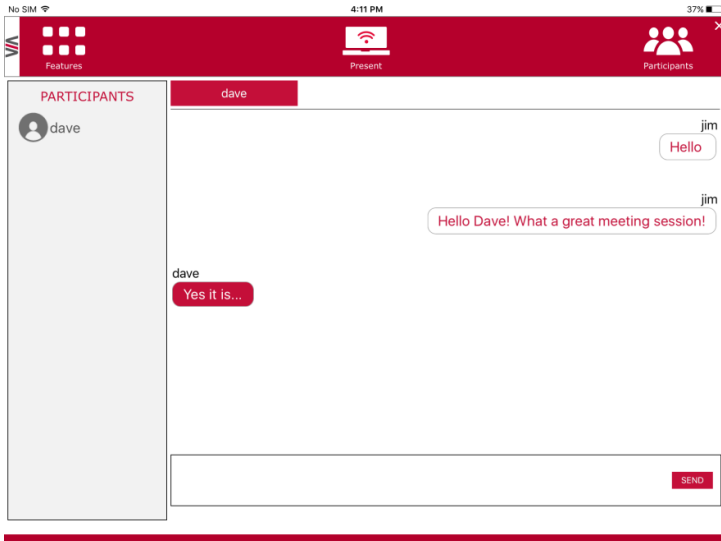 No SIM
4:11 PM
37%
Features
Present
Participants
PARTICIPANTS
dave
dave
jim
Hello
jim
Hello Dave! What a great meeting session!
dave
Yes it is...
SEND